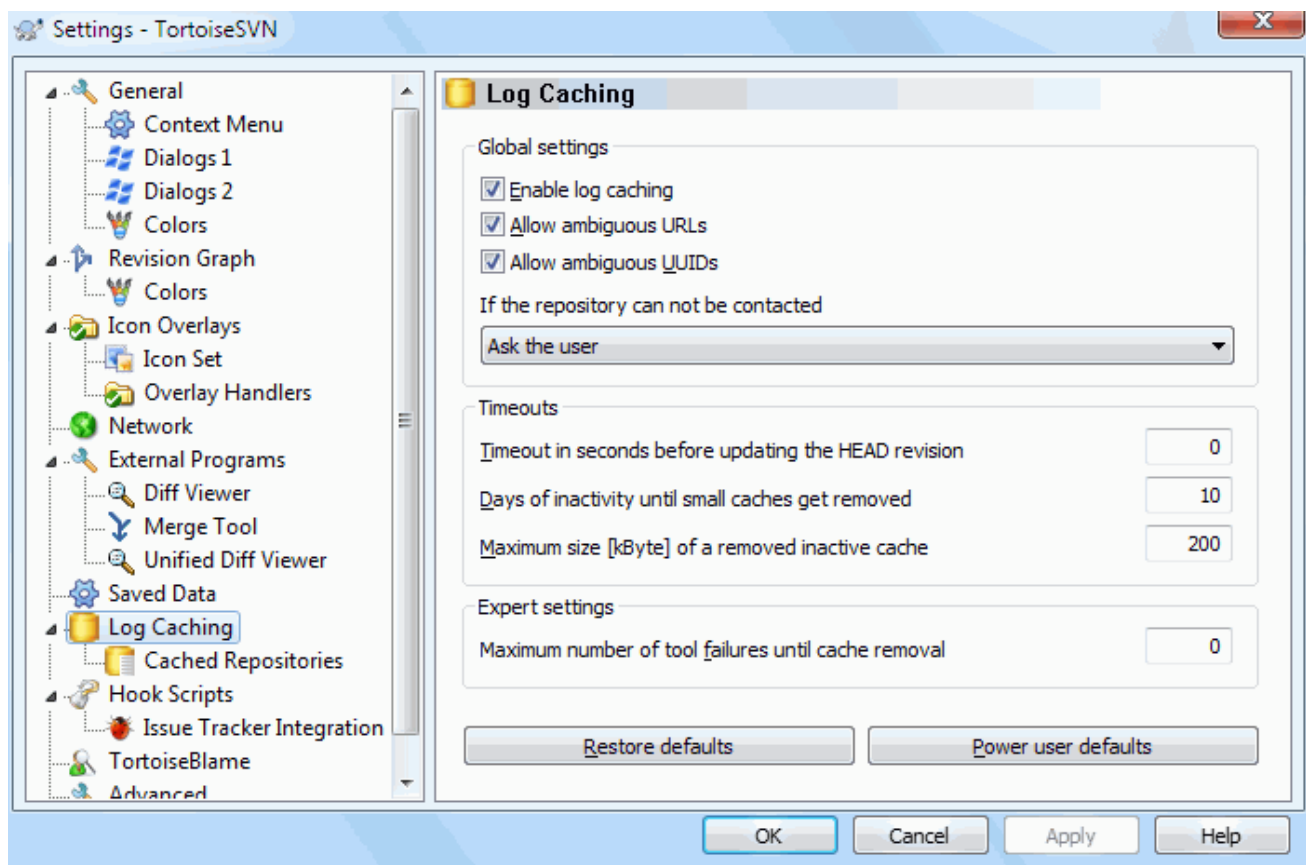 Settings - TortoiseSVN
General
Context Menu
Dialogs 1
Dialogs 2
Colors
Revision Graph
Colors
Icon Overlays
Icon Set
Overlay Handlers
Network
External Programs
Diff Viewer
Merge Tool
Unified Diff Viewer
Saved Data
Log Caching
Cached Repositories
Hook Scripts
Issue Tracker Integration
TortoiseBlame
Advanced
Log Caching
Global settings
Enable log caching
Allow ambiguous URLs
Allow ambiguous UUIDs
If the repository can not be contacted
Ask the user
Timeouts
Timeout in seconds before updating the HEAD revision 0
Days of inactivity until small caches get removed 10
Maximum size [kByte] of a removed inactive cache 200
Expert settings
Maximum number of tool failures until cache removal 0
Restore defaults Power user defaults
OK Cancel Apply Help